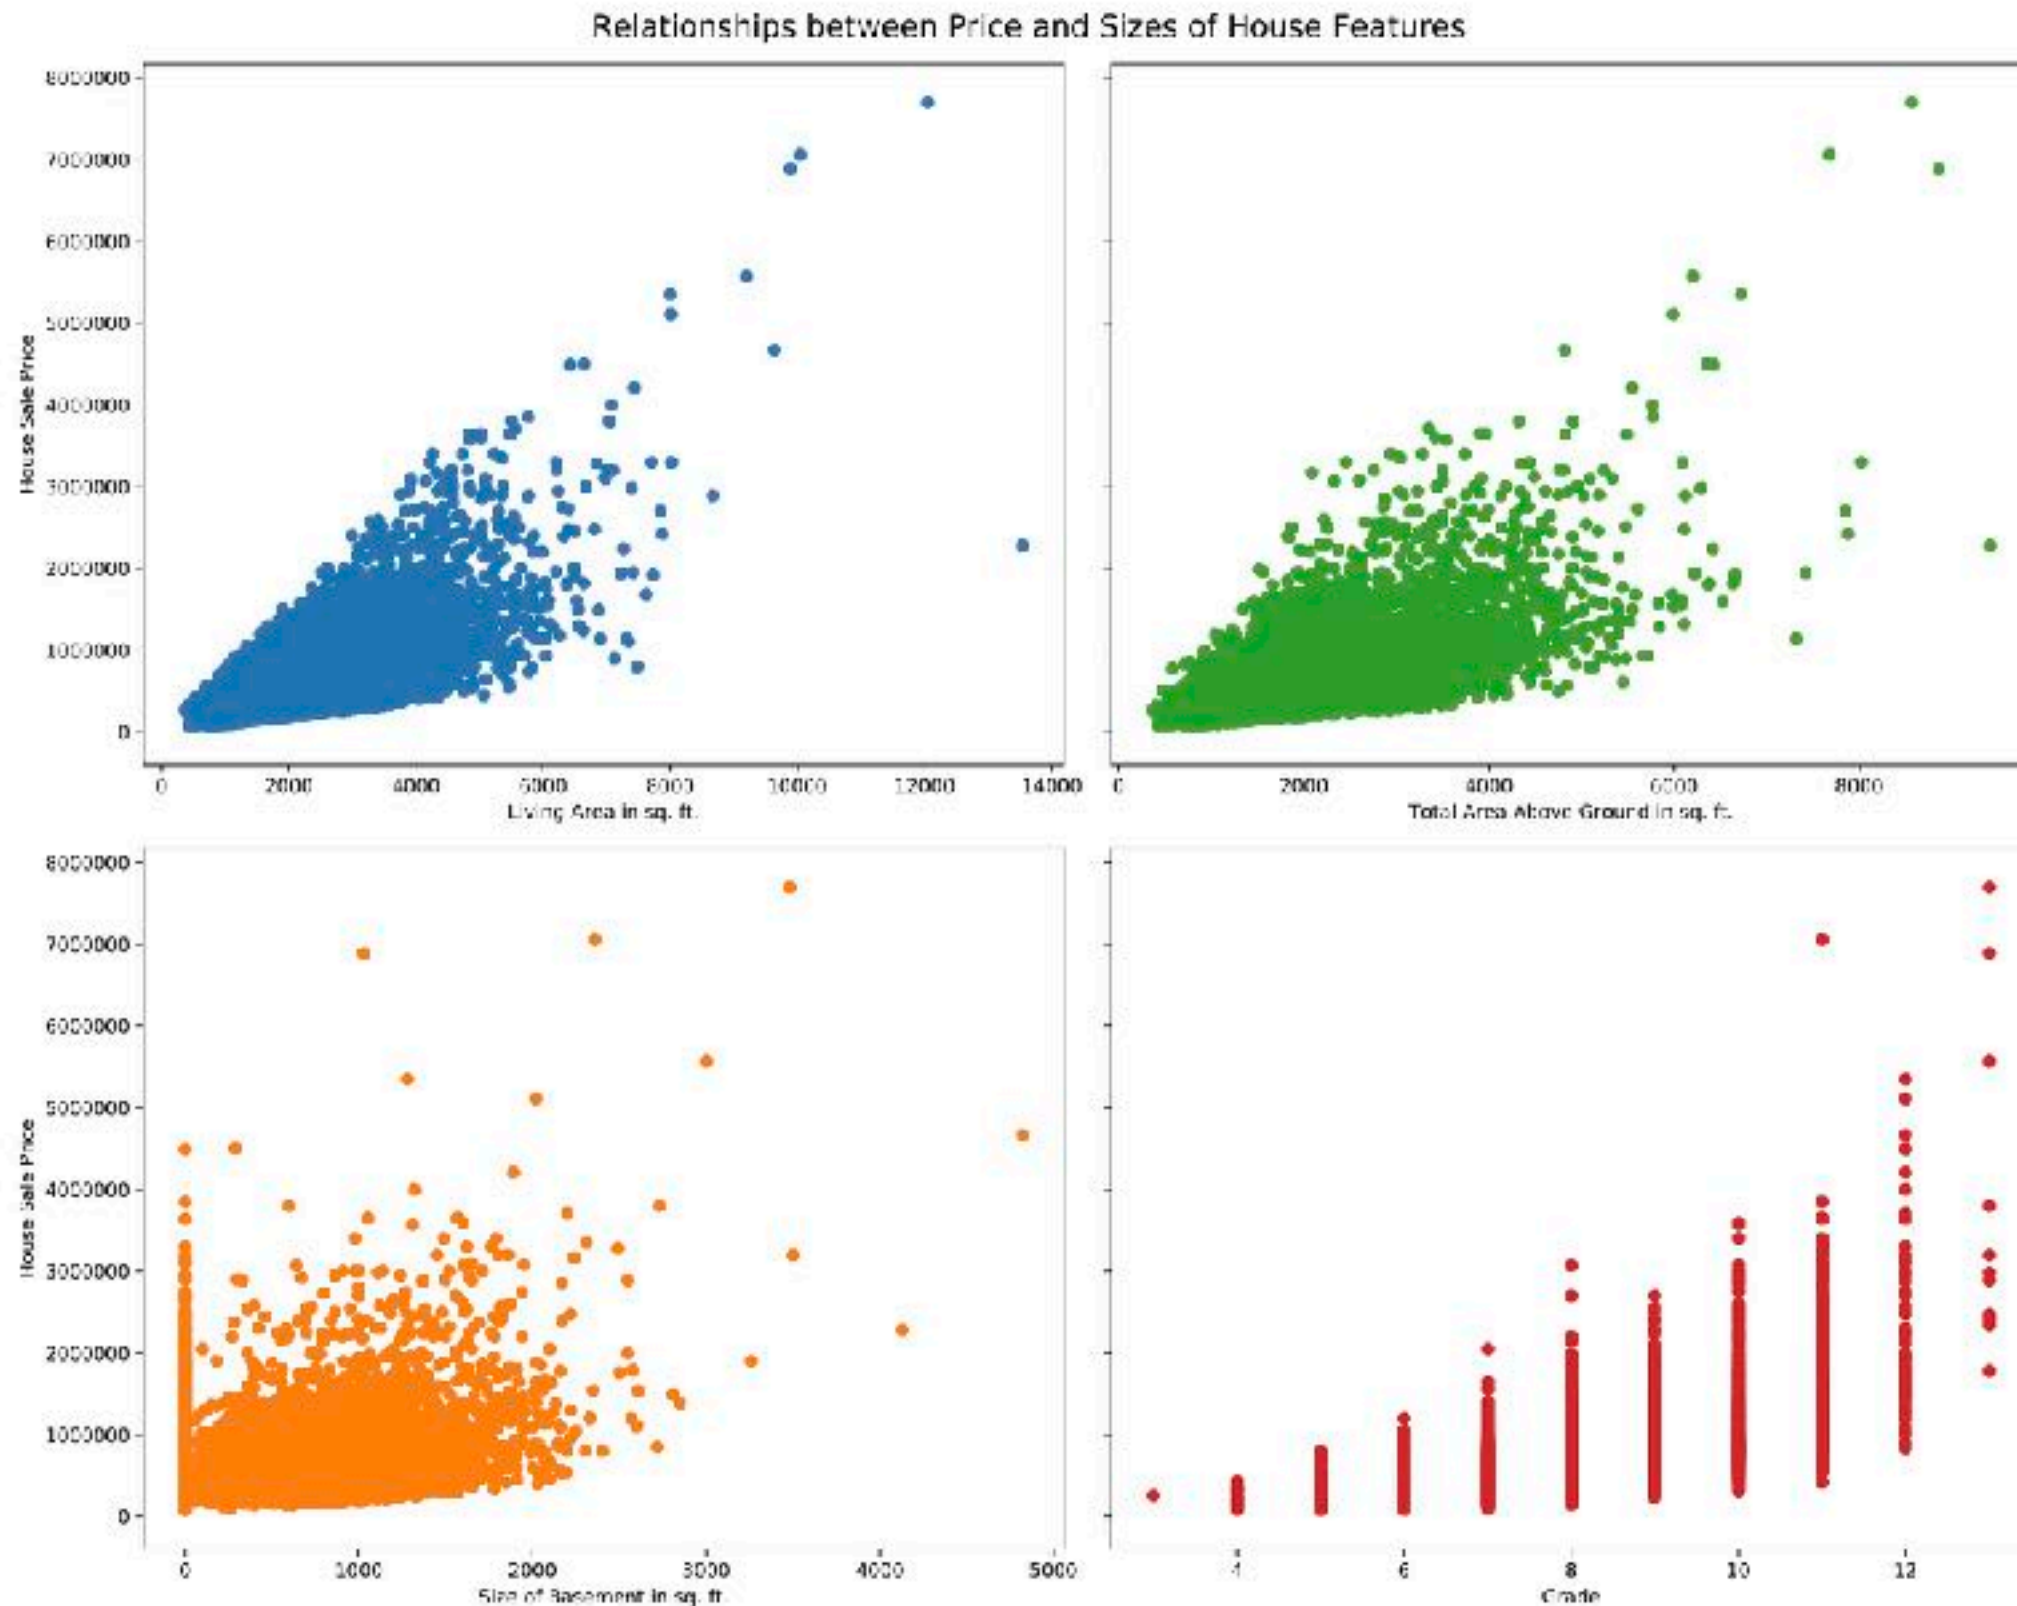 Relationships between Price and Sizes of House Features
8000000
7000000
6000000
5000000
4000000
3000000
2000000
1000000
0
House Sale Price
0 2000 4000 6000 8000 10000 12000 14000
Living Area in sq. ft.
0 2000 4000 6000 8000
Total Area Above Ground in sq. ft.
8000000
7000000
6000000
5000000
4000000
3000000
2000000
1000000
0
House Sale Price
0 1000 2000 3000 4000 5000
Size of Basement in sq. ft.
4 6 8 10 12
Grade